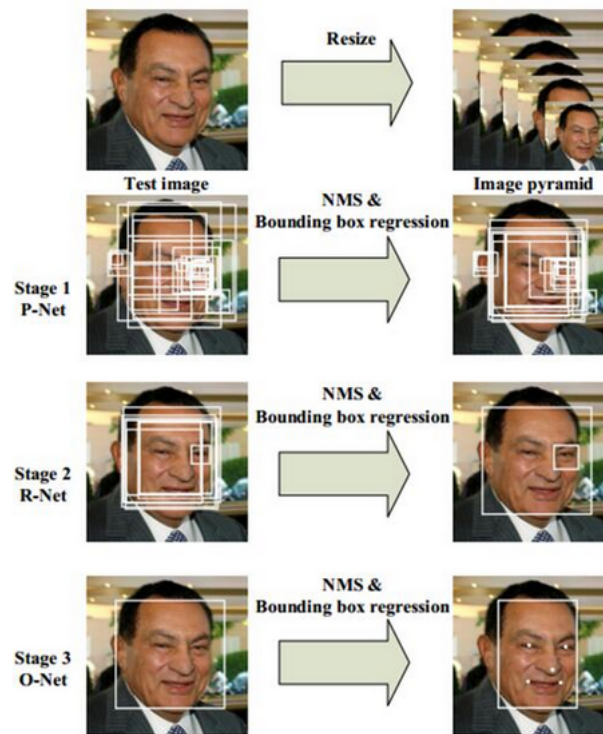 Resize
Test image
Image pyramid
NMS &
Bounding box regression
Stage 1
P-Net
NMS &
Bounding box regression
Stage 2
R-Net
NMS &
Bounding box regression
Stage 3
O-Net